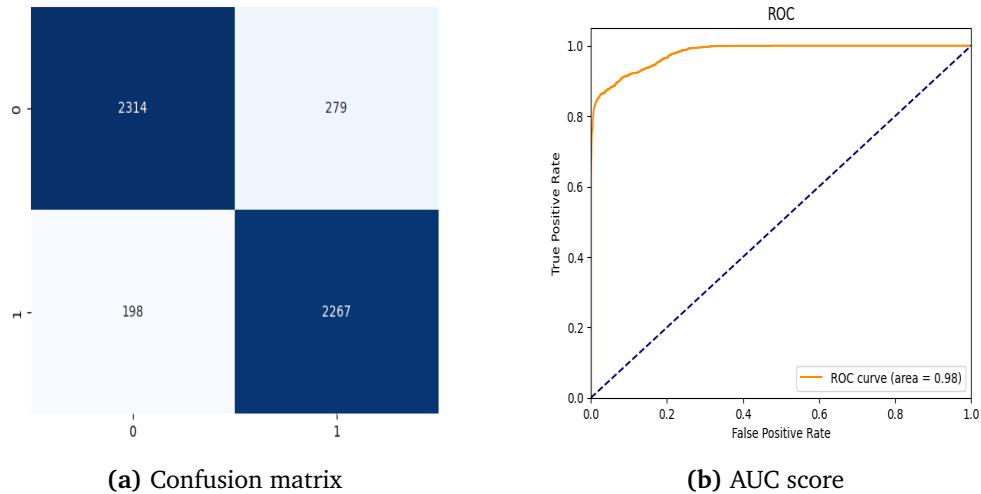 0
2314
279
1
198
2267
0
1
(a) Confusion matrix
ROC
1.0
0.8
0.6
0.4
0.2
0.0
True Positive Rate
ROC curve (area = 0.98)
0.0 0.2 0.4 0.6 0.8 1.0
False Positive Rate
(b) AUC score